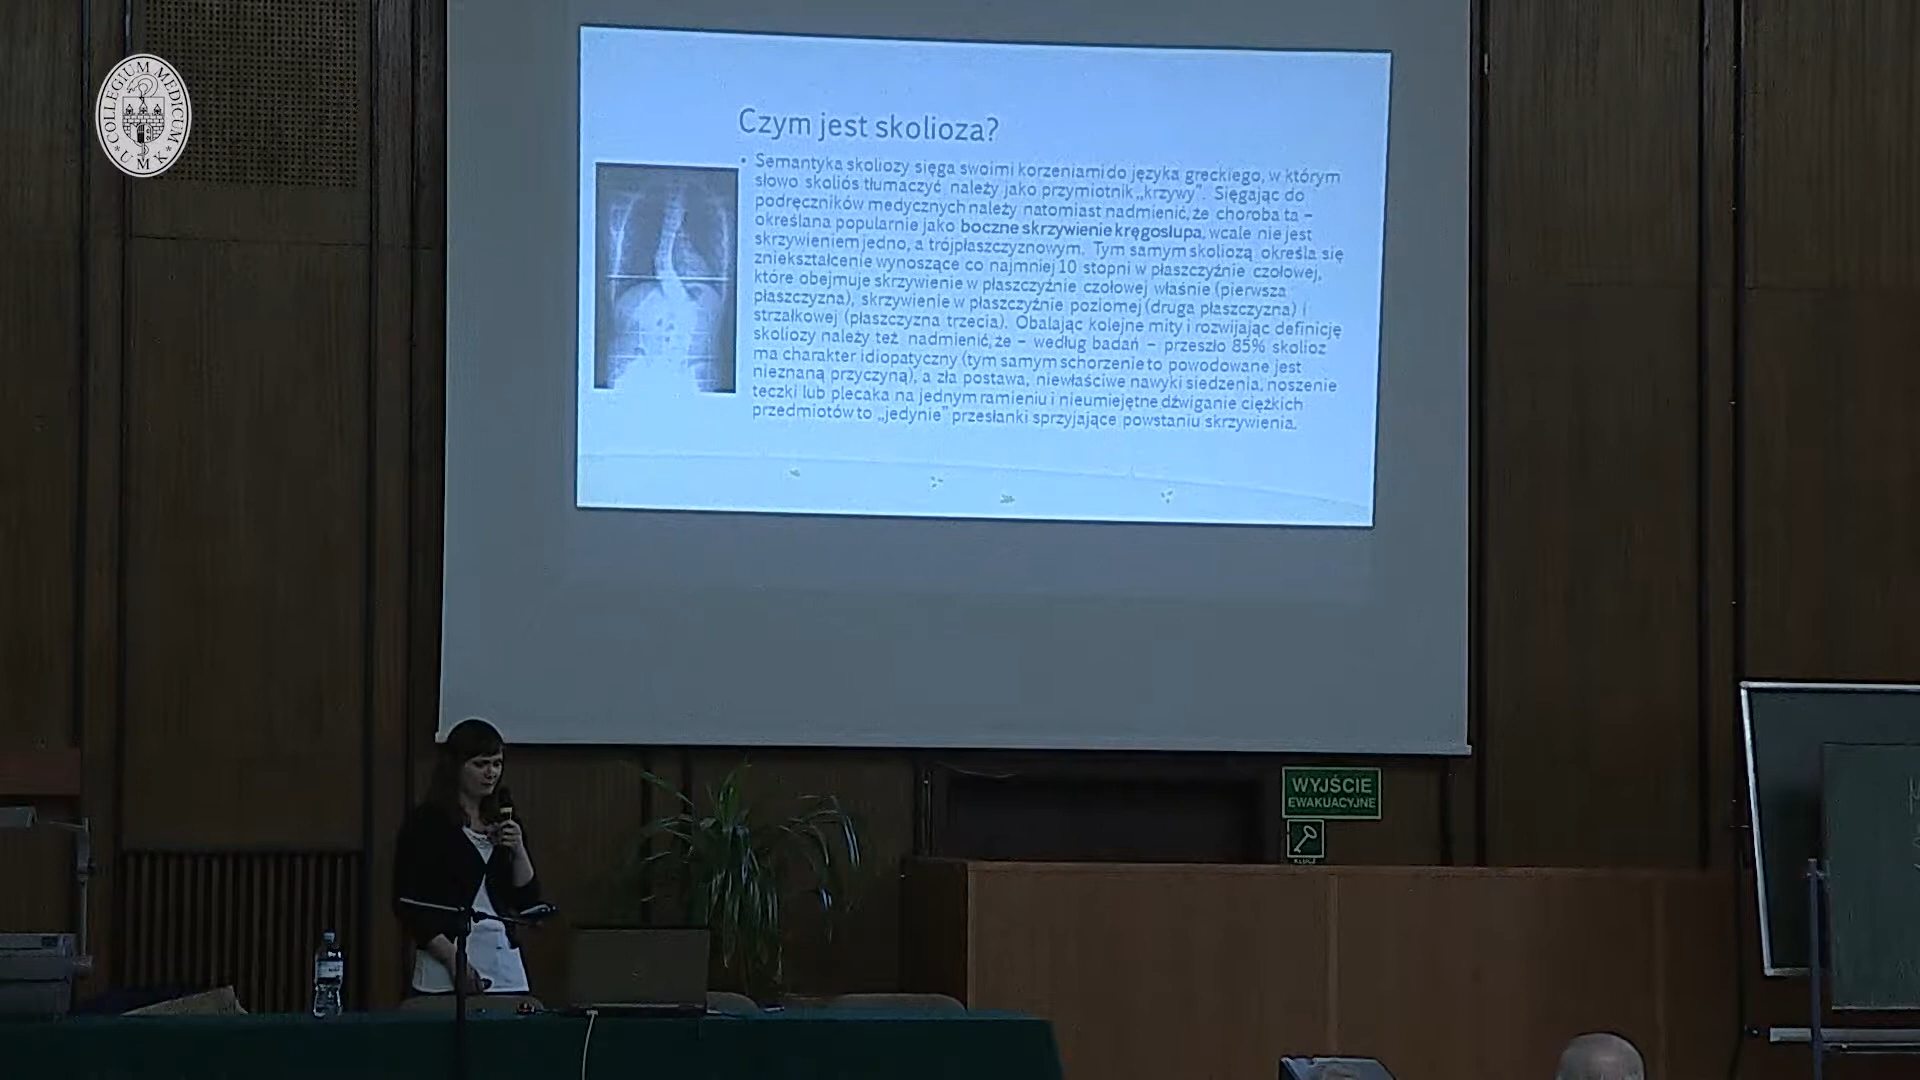 COLLEGIUM MEDICUM
* UMK *
Czym jest skolioza?
• Semantyka skoliozy sięga swoimi korzeniami do języka greckiego, w którym
słowo skoliós tłumaczyć należy jako przymiotnik „krzywy”. Sięgając do
podręczników medycznych należy natomiast nadmienić, że choroba ta –
określana popularnie jako boczne skrzywienie kręgosłupa, wcale nie jest
skrzywieniem jedno, a trójpłaszczyznowym. Tym samym skoliozą określa się
zniekształcenie wynoszące co najmniej 10 stopni w płaszczyźnie czołowej,
które obejmuje skrzywienie w płaszczyźnie czołowej właśnie (pierwsza
płaszczyzna), skrzywienie w płaszczyźnie poziomej (druga płaszczyzna) i
strzałkowej (płaszczyzna trzecia). Obalając kolejne mity i rozwijając definicję
skoliozy należy też nadmienić, że – według badań – przeszło 85% skolioz
ma charakter idiopatyczny (tym samym schorzenie to powodowane jest
nieznaną przyczyną), a zła postawa, niewłaściwe nawyki siedzenia, noszenie
teczki lub plecaka na jednym ramieniu i nieumiejętne dźwiganie ciężkich
przedmiotów to „jedynie” przesłanki sprzyjające powstaniu skrzywienia.
WYJŚCIE
EWAKUACYJNE
KLUCZ